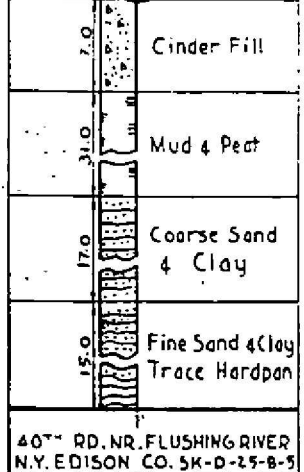 7.0
Cinder Fill
31.0
Mud & Peat
17.0
Coarse Sand
& Clay
15.0
Fine Sand & Clay
Trace Hardpan
40TH RD. NR. FLUSHING RIVER
N.Y. EDISON CO. SK-D-25-8-5